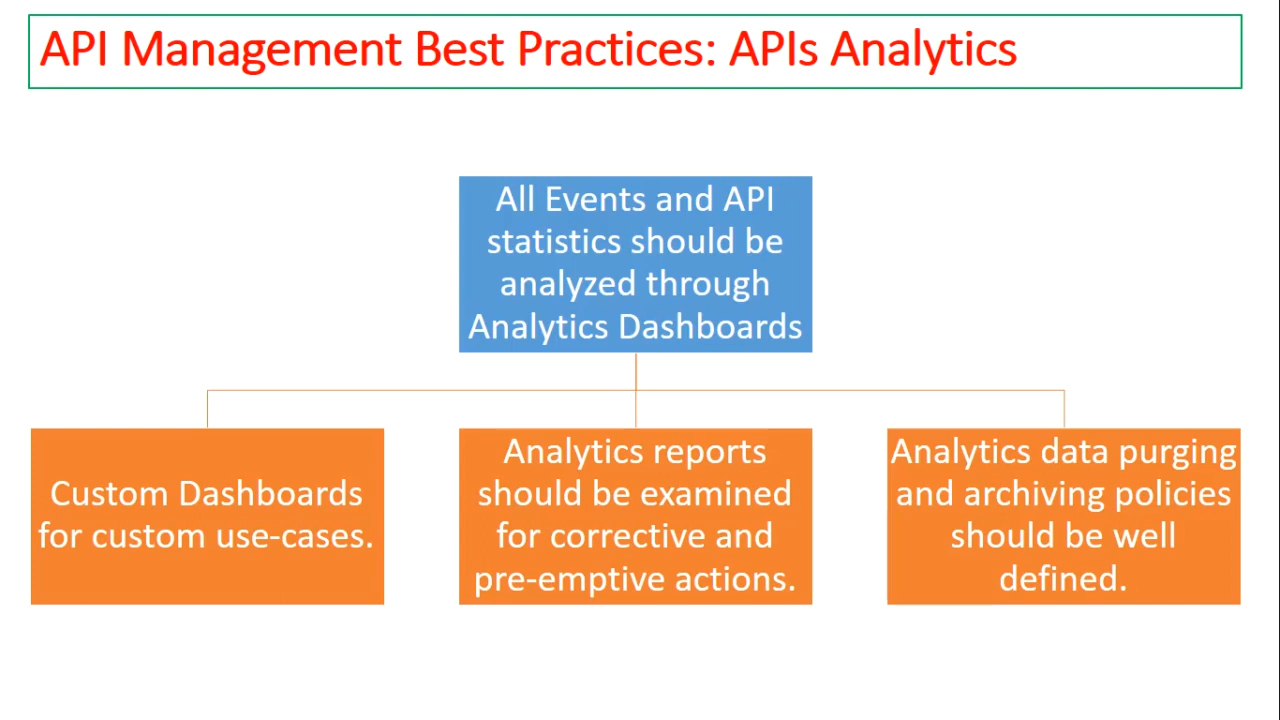 API Management Best Practices: APIs Analytics
All Events and API
statistics should be
analyzed through
Analytics Dashboards
Custom Dashboards
for custom use-cases.
Analytics reports
should be examined
for corrective and
pre-emptive actions.
Analytics data purging
and archiving policies
should be well
defined.